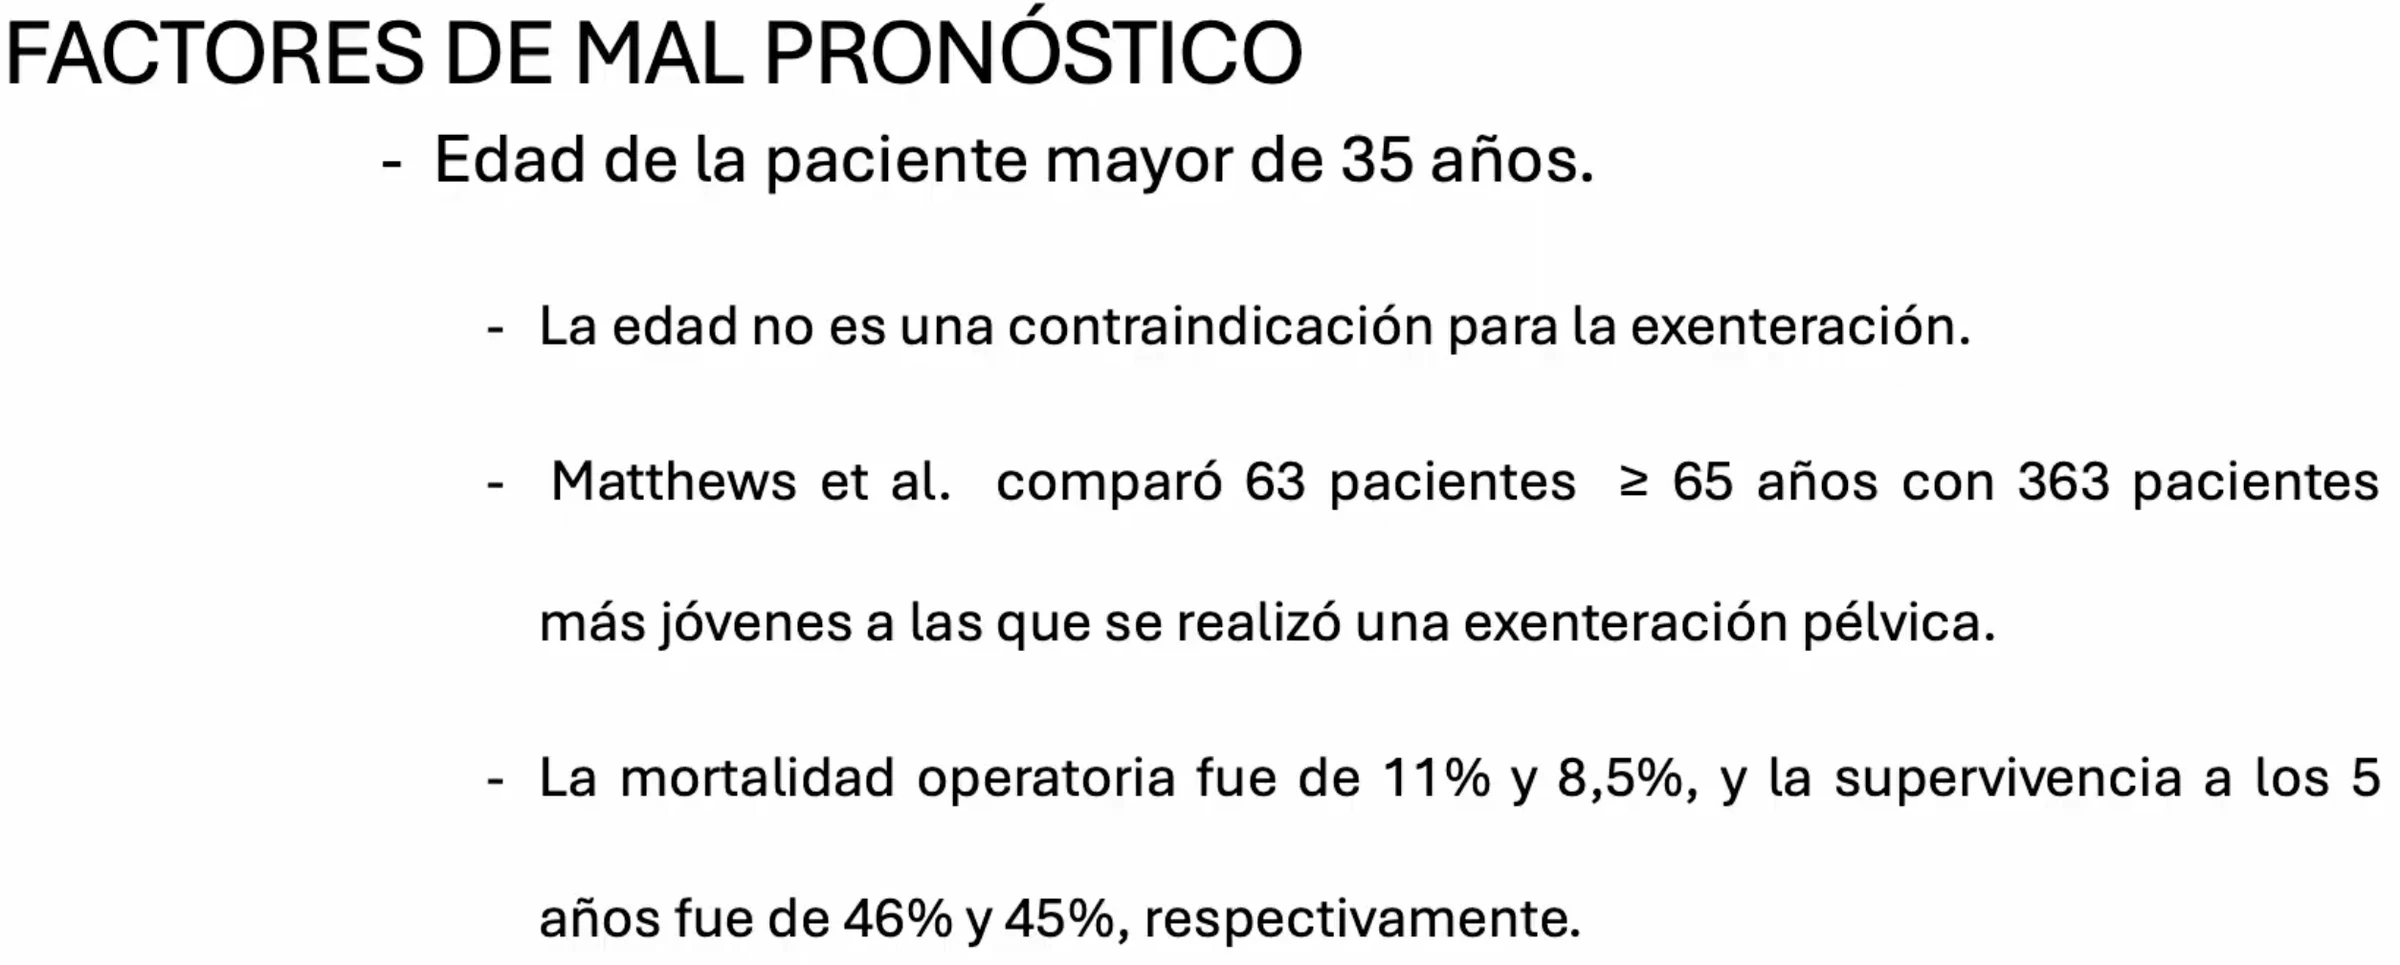 FACTORES DE MAL PRONÓSTICO
- Edad de la paciente mayor de 35 años.
- La edad no es una contraindicación para la exenteración.
- Matthews et al. comparó 63 pacientes ≥ 65 años con 363 pacientes
más jóvenes a las que se realizó una exenteración pélvica.
- La mortalidad operatoria fue de 11% y 8,5%, y la supervivencia a los 5
años fue de 46% y 45%, respectivamente.